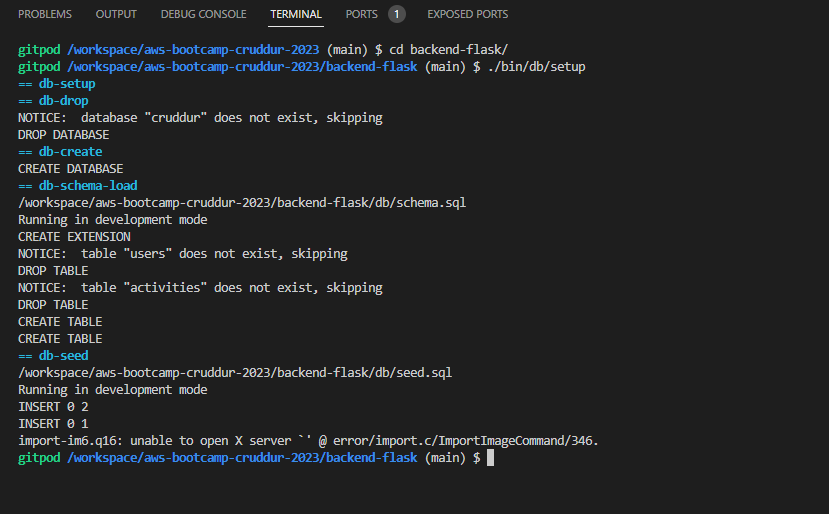 PROBLEMS OUTPUT DEBUG CONSOLE TERMINAL PORTS 1 EXPOSED PORTS
gitpod /workspace/aws-bootcamp-cruddur-2023 (main) $ cd backend-flask/
gitpod /workspace/aws-bootcamp-cruddur-2023/backend-flask (main) $ ./bin/db/setup
== db-setup
== db-drop
NOTICE:  database "cruddur" does not exist, skipping
DROP DATABASE
== db-create
CREATE DATABASE
== db-schema-load
/workspace/aws-bootcamp-cruddur-2023/backend-flask/db/schema.sql
Running in development mode
CREATE EXTENSION
NOTICE:  table "users" does not exist, skipping
DROP TABLE
NOTICE:  table "activities" does not exist, skipping
DROP TABLE
CREATE TABLE
CREATE TABLE
== db-seed
/workspace/aws-bootcamp-cruddur-2023/backend-flask/db/seed.sql
Running in development mode
INSERT 0 2
INSERT 0 1
import-im6.q16: unable to open X server `' @ error/import.c/ImportImageCommand/346.
gitpod /workspace/aws-bootcamp-cruddur-2023/backend-flask (main) $